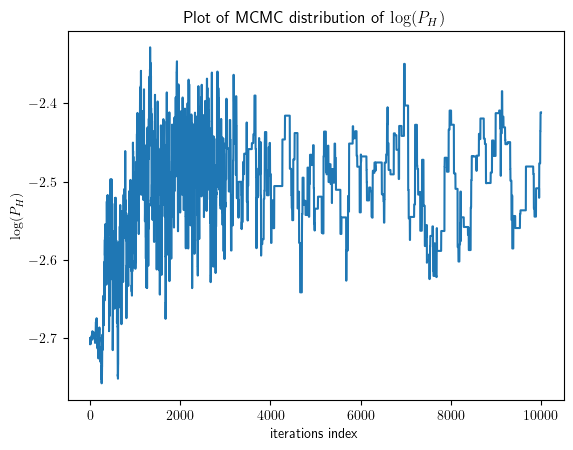 Plot of MCMC distribution of log(P_H)
log(P_H)
−2.4
−2.5
−2.6
−2.7
0 2000 4000 6000 8000 10000
iterations index